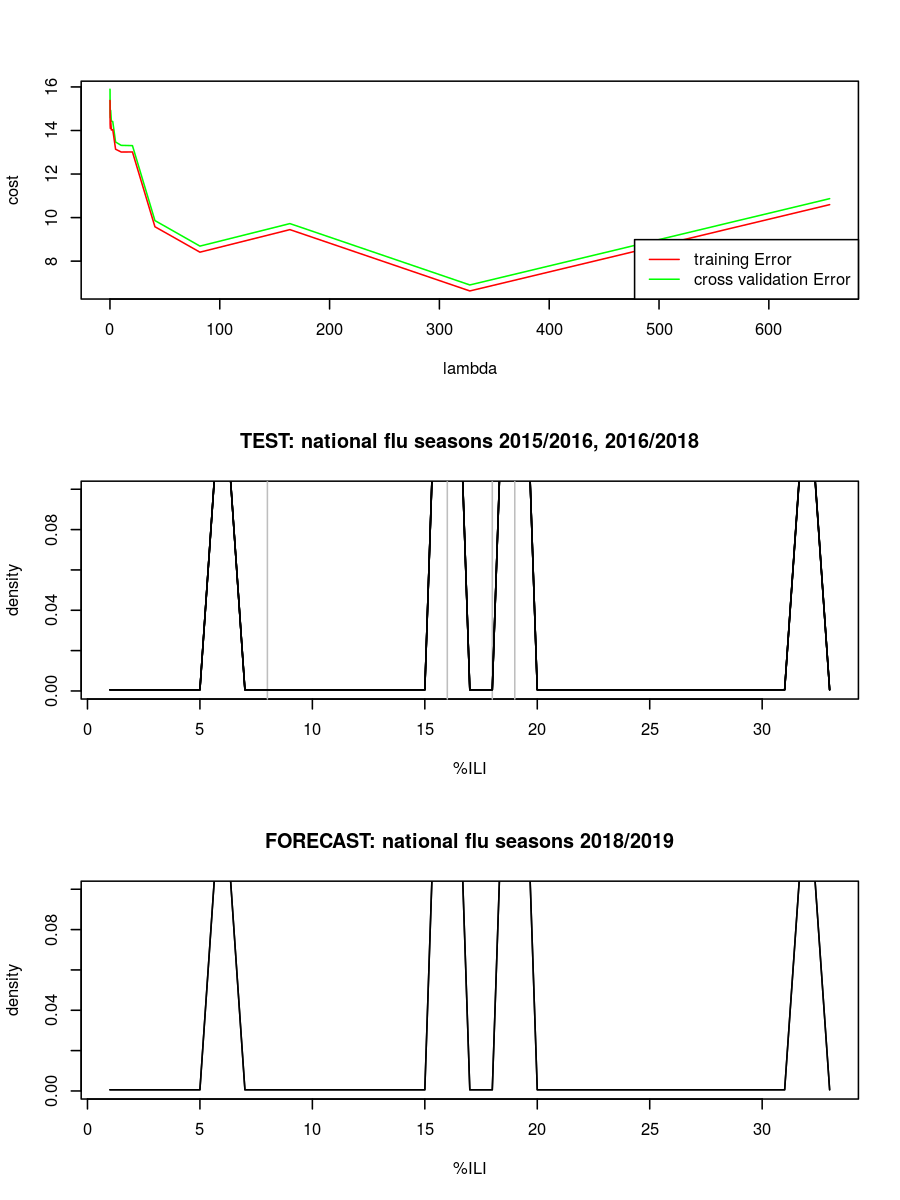 16
14
12
10
8
cost
training Error
cross validation Error
0 100 200 300 400 500 600
lambda
TEST: national flu seasons 2015/2016, 2016/2018
0.08
0.04
0.00
density
0 5 10 15 20 25 30
%ILI
FORECAST: national flu seasons 2018/2019
0.08
0.04
0.00
density
0 5 10 15 20 25 30
%ILI